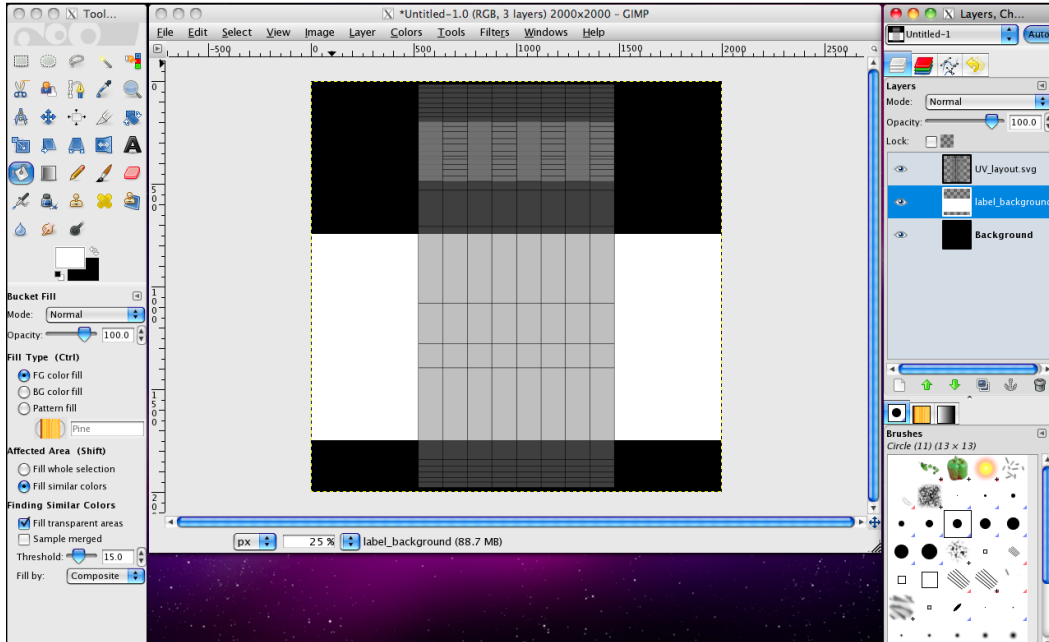 Tool...
*Untitled-1.0 (RGB, 3 layers) 2000x2000 – GIMP
Layers, Ch...
File Edit Select View Image Layer Colors Tools Filters Windows Help
Untitled-1
Auto
-500 0 500 1000 1500 2000 2500
0
500
1000
1500
20
Layers
Mode: Normal
Opacity: 100.0
Lock:
UV_layout.svg
label_background
Background
Bucket Fill
Mode: Normal
Opacity: 100.0
Fill Type (Ctrl)
FG color fill
BG color fill
Pattern fill
Pine
Affected Area (Shift)
Fill whole selection
Fill similar colors
Finding Similar Colors
Fill transparent areas
Sample merged
Threshold: 15.0
Fill by: Composite
px 25 % label_background (88.7 MB)
Brushes
Circle (11) (13 × 13)